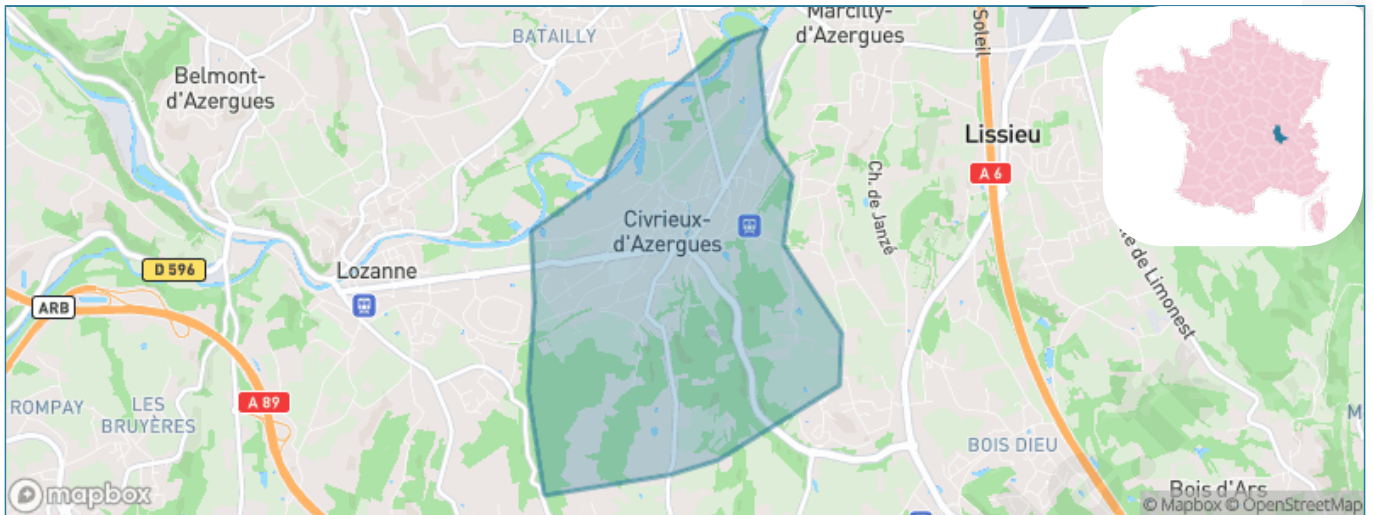 Marcilly-
d'Azergues
BATAILLY
Soleil
Belmont-
d'Azergues
Lissieu
A 6
Ch. de Janzé
Civrieux-
d'Azergues
D 596
Lozanne
de Limonest
ARB
A 89
ROMPAY
LES
BRUYÈRES
BOIS DIEU
Bois d'Ars
mapbox
© Mapbox © OpenStreetMap